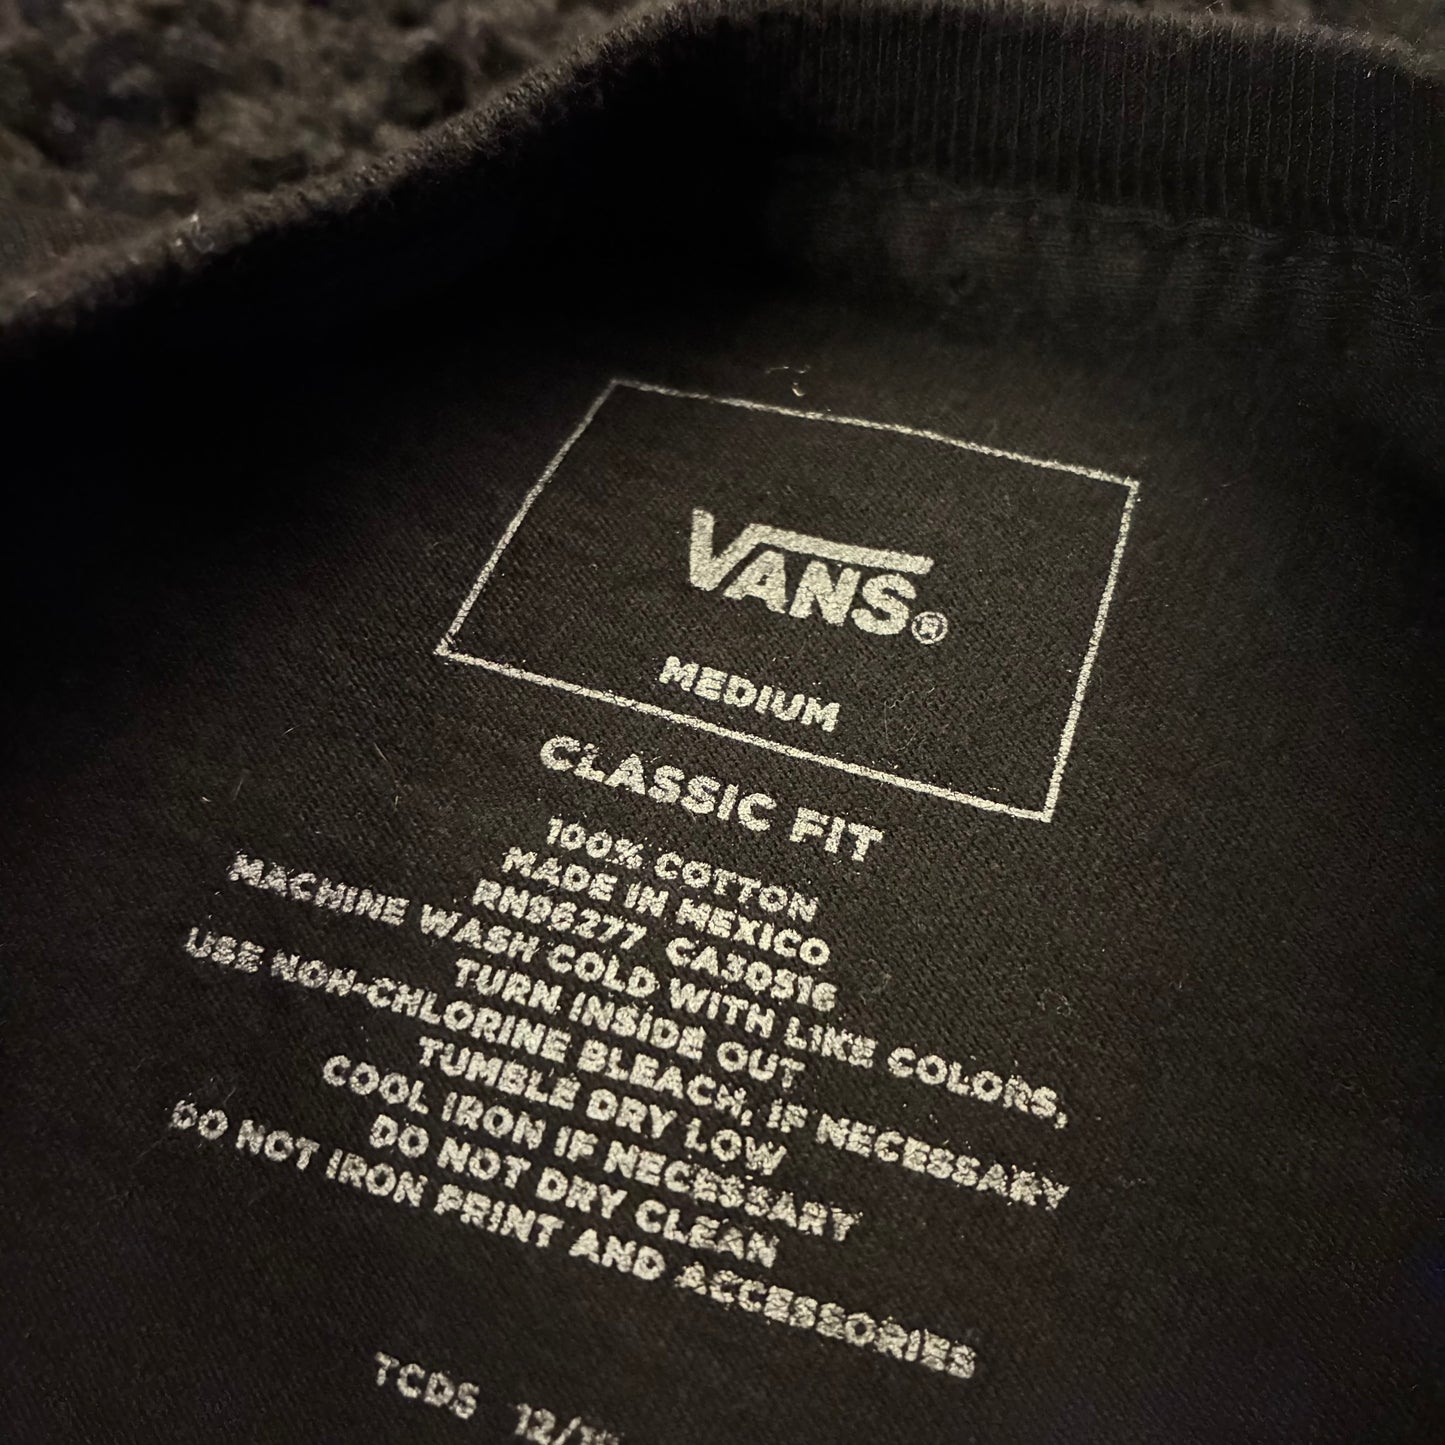 VANS®
MEDIUM
CLASSIC FIT
100% COTTON
MADE IN MEXICO
RN96277 CA30516
MACHINE WASH COLD WITH LIKE COLORS,
TURN INSIDE OUT
USE NON-CHLORINE BLEACH, IF NECESSARY
TUMBLE DRY LOW
COOL IRON IF NECESSARY
DO NOT DRY CLEAN
DO NOT IRON PRINT AND ACCESSORIES
TCDS